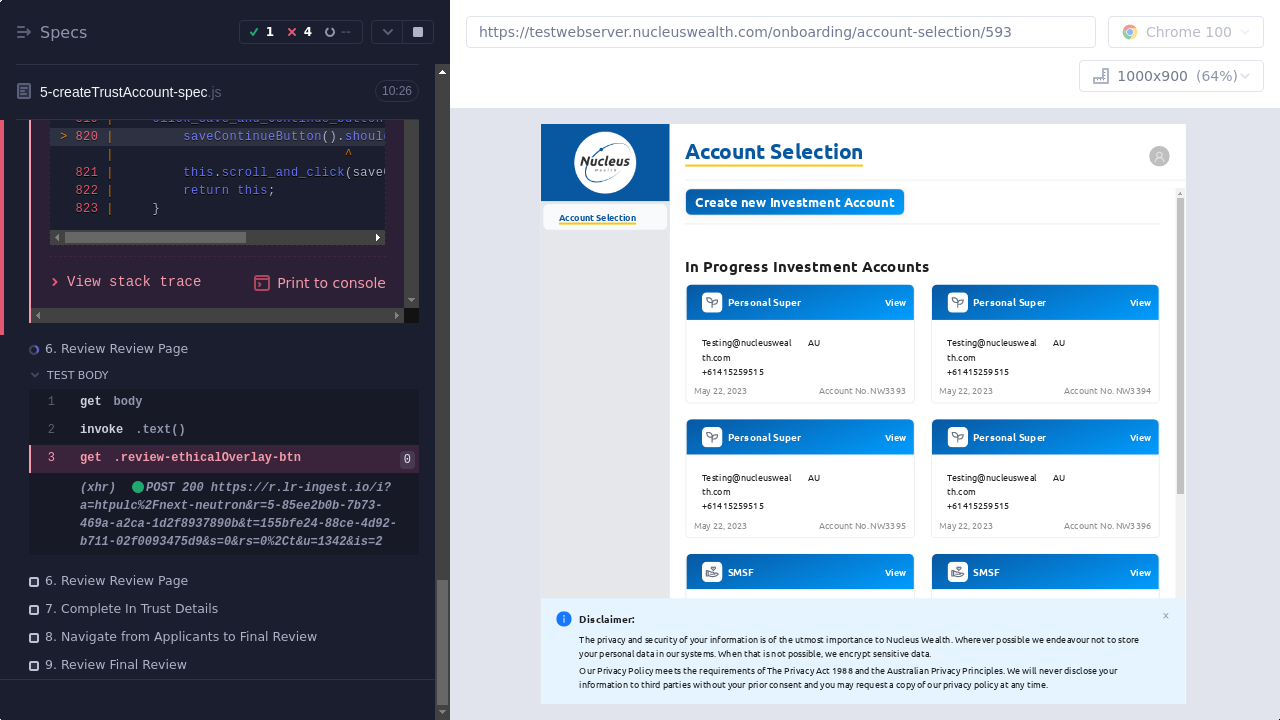 Specs
1
4
--
5-createTrustAccount-spec.js
10:26
> 820 |         saveContinueButton().shoul
|                              ^
821 |         this.scroll_and_click(save
822 |         return this;
823 |     }
View stack trace
Print to console
6. Review Review Page
TEST BODY
1 get body
2 invoke .text()
3 get .review-ethicalOverlay-btn 0
(xhr) POST 200 https://r.lr-ingest.io/i?
a=htpulc%2Fnext-neutron&r=5-85ee2b0b-7b73-
469a-a2ca-1d2f8937890b&t=155bfe24-88ce-4d92-
b711-02f0093475d9&s=0&rs=0%2Ct&u=1342&is=2
6. Review Review Page
7. Complete In Trust Details
8. Navigate from Applicants to Final Review
9. Review Final Review
https://testwebserver.nucleuswealth.com/onboarding/account-selection/593
Chrome 100
1000x900 (64%)
Nucleus
Wealth
Account Selection
Account Selection
Create new Investment Account
In Progress Investment Accounts
Personal Super View
Testing@nucleusweal AU
th.com
+61415259515
May 22, 2023 Account No. NW3393
Personal Super View
Testing@nucleusweal AU
th.com
+61415259515
May 22, 2023 Account No. NW3394
Personal Super View
Testing@nucleusweal AU
th.com
+61415259515
May 22, 2023 Account No. NW3395
Personal Super View
Testing@nucleusweal AU
th.com
+61415259515
May 22, 2023 Account No. NW3396
SMSF View
SMSF View
Disclaimer:
x
The privacy and security of your information is of the utmost importance to Nucleus Wealth. Wherever possible we endeavour not to store
your personal data in our systems. When that is not possible, we encrypt sensitive data.
Our Privacy Policy meets the requirements of The Privacy Act 1988 and the Australian Privacy Principles. We will never disclose your
information to third parties without your prior consent and you may request a copy of our privacy policy at any time.